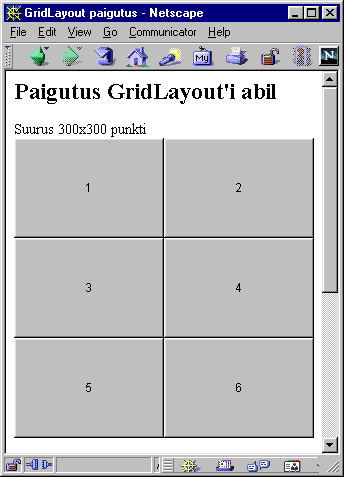 GridLayout paigutus - Netscape
File Edit View Go Communicator Help
My
N
Paigutus GridLayout'i abil
Suurus 300x300 punkti
1 2
3 4
5 6